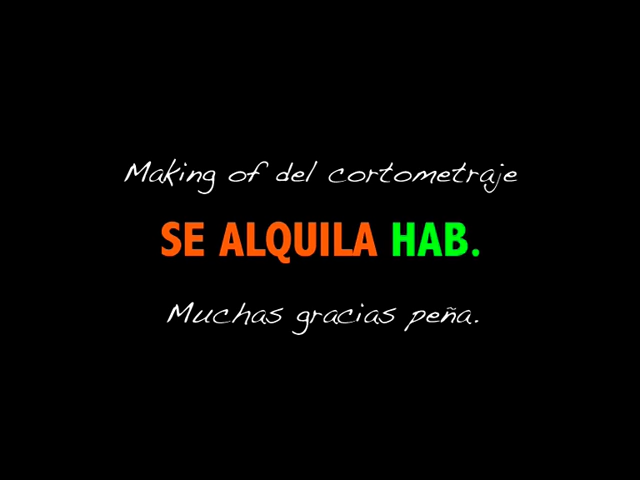 Making of del cortometraje
SE ALQUILA HAB.
Muchas gracias peña.